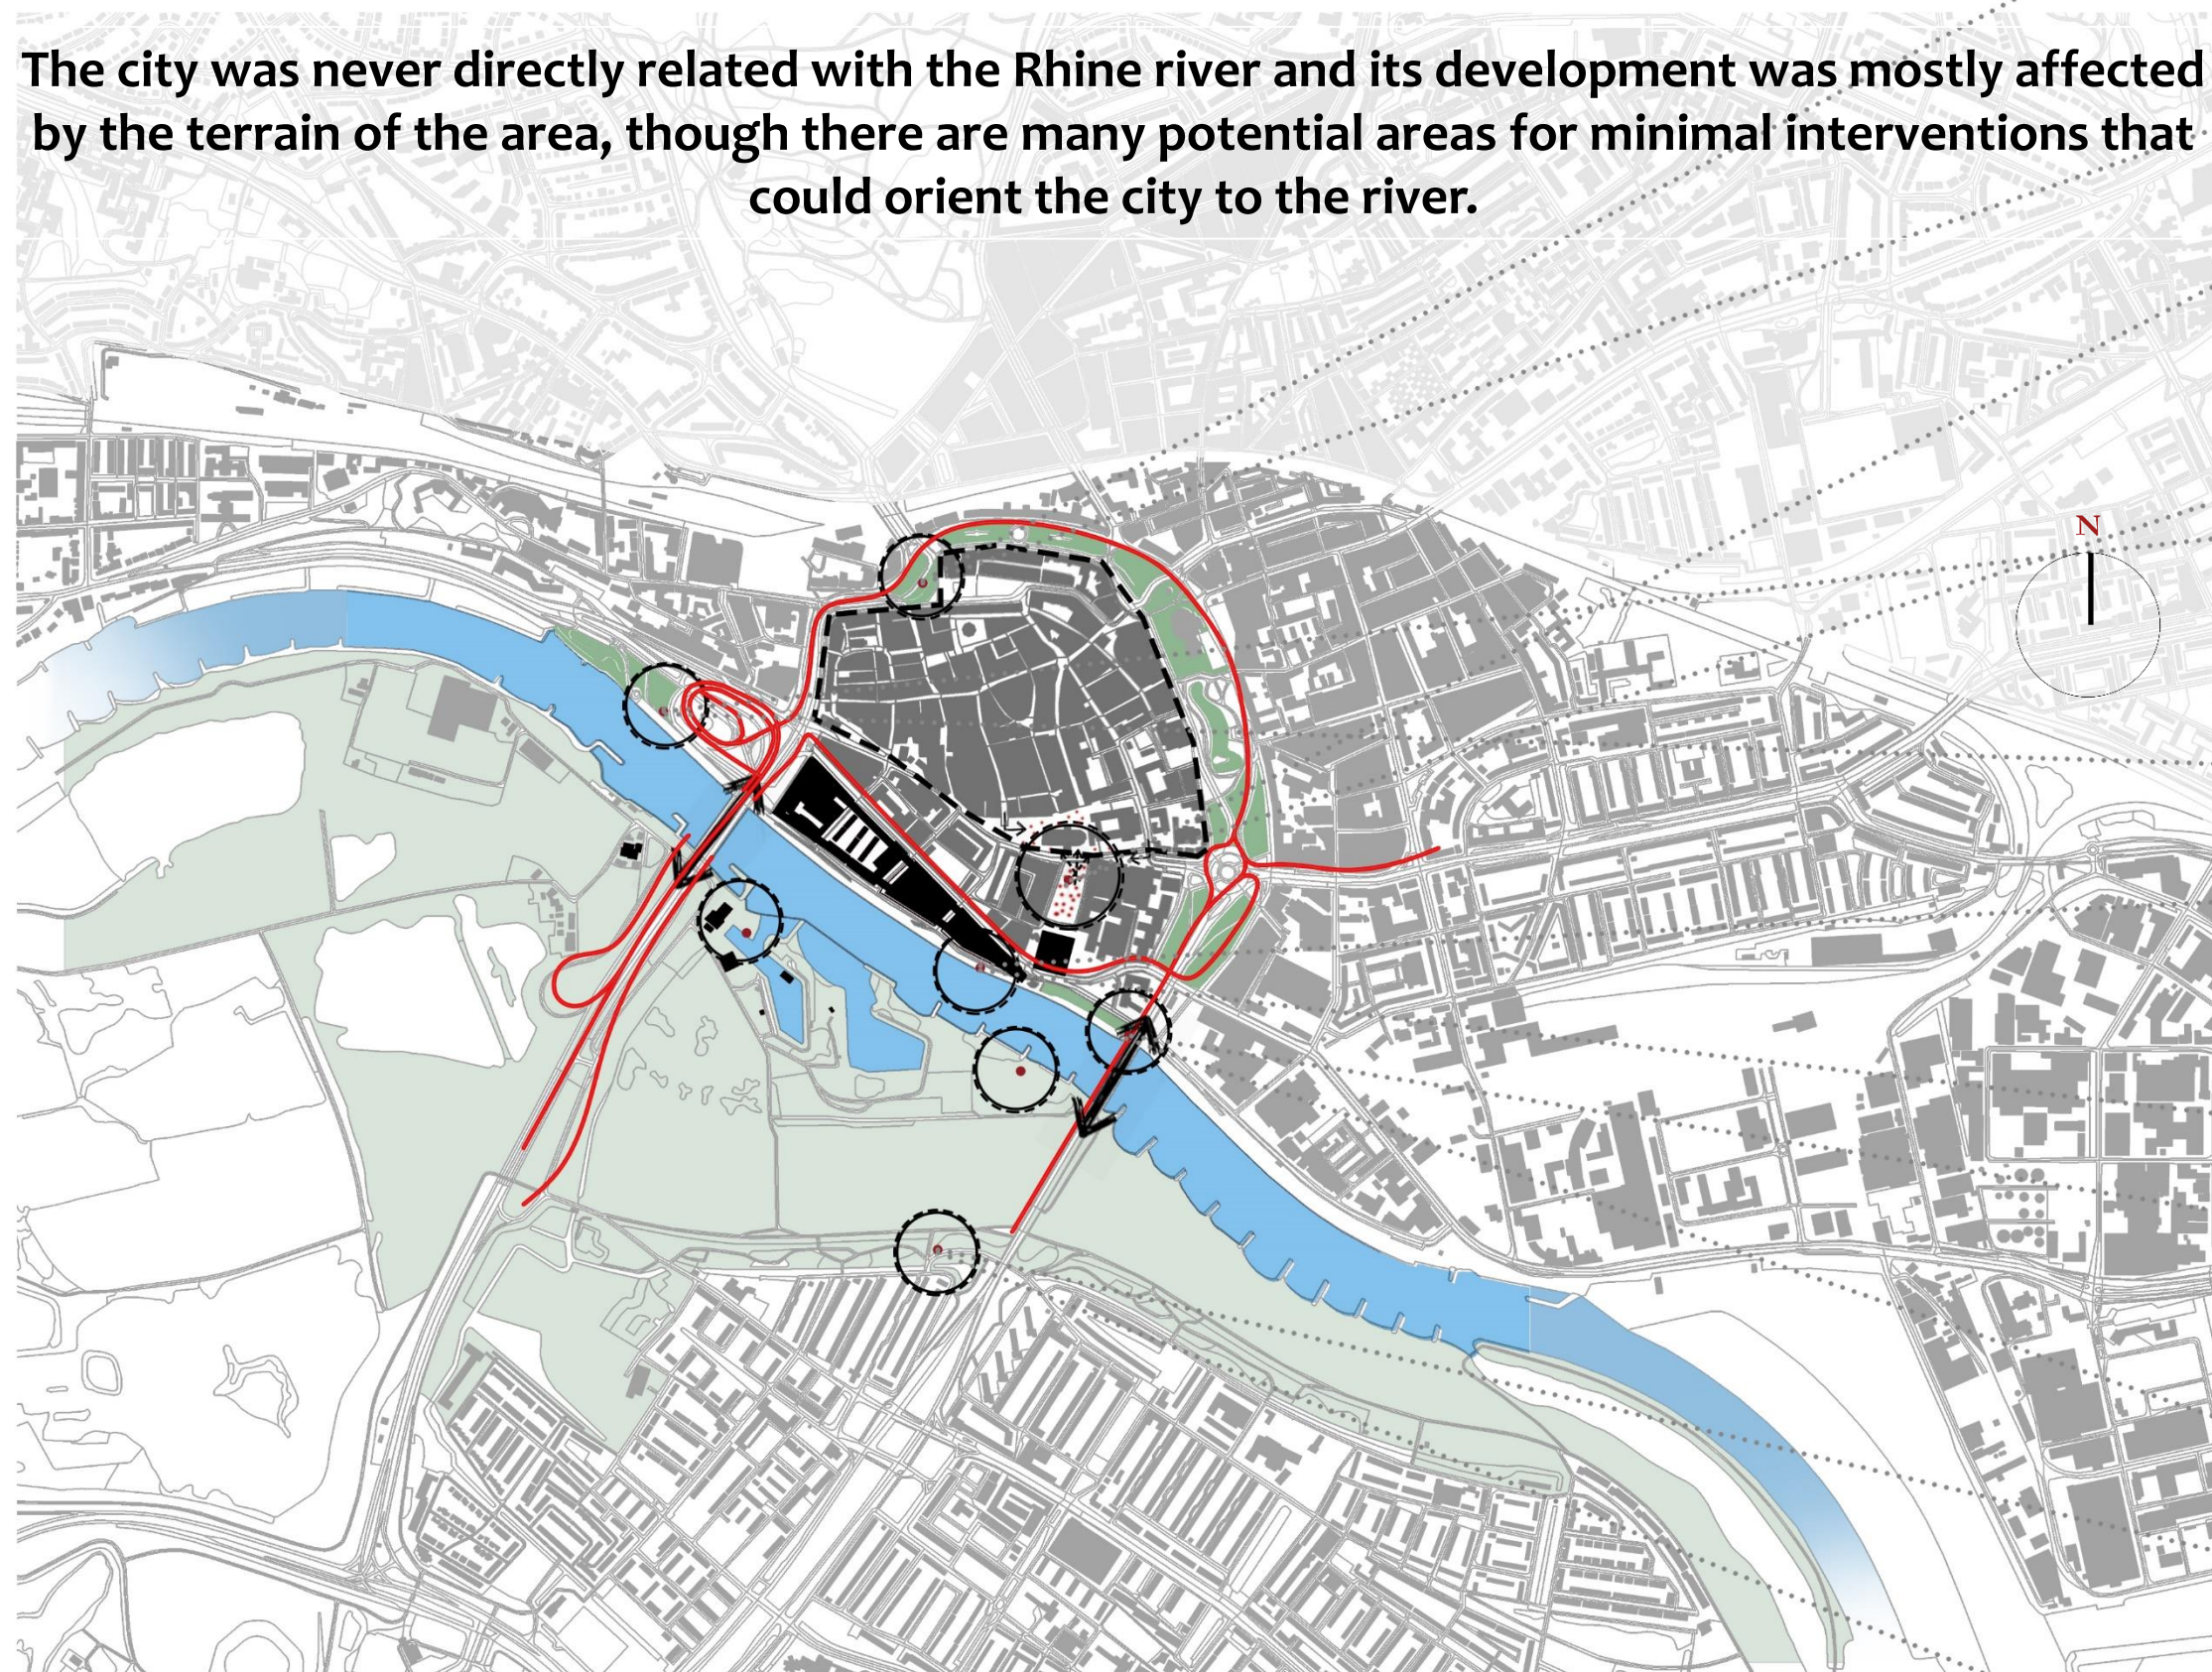 The city was never directly related with the Rhine river and its development was mostly affected
by the terrain of the area, though there are many potential areas for minimal interventions that
could orient the city to the river.
N